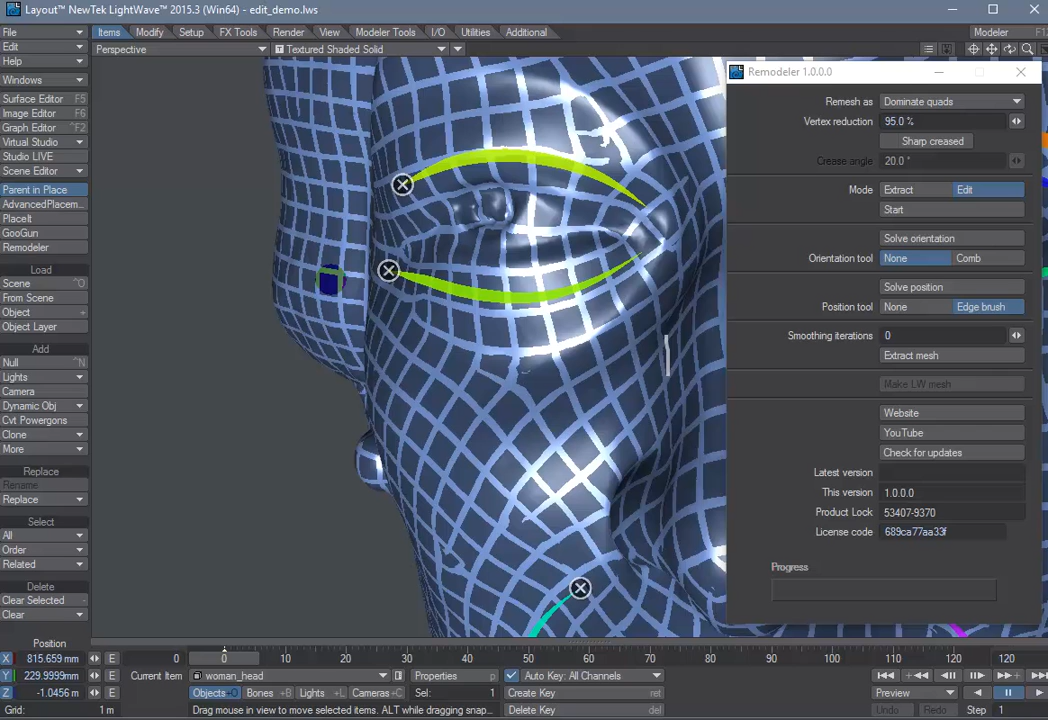 Layout™ NewTek LightWave™ 2015.3 (Win64) - edit_demo.lws
File
Items
Modify
Setup
FX Tools
Render
View
Modeler Tools
I/O
Utilities
Additional
Modeler
Edit
Perspective
Textured Shaded Solid
Help
Windows
Surface Editor F5
Image Editor F6
Graph Editor ^F2
Virtual Studio
Studio LIVE
Scene Editor
Parent in Place
AdvancedPlacem...
PlaceIt
GooGun
Remodeler
Load
Scene ^O
From Scene
Object +
Object Layer
Add
Null ^N
Lights
Camera
Dynamic Obj
Cvt Powergons
Clone
More
Replace
Rename
Replace
Select
All
Order
Related
Delete
Clear Selected -
Clear
Remodeler 1.0.0.0
Remesh as Dominate quads
Vertex reduction 95.0 %
Sharp creased
Crease angle 20.0 °
Mode Extract Edit
Start
Solve orientation
Orientation tool None Comb
Solve position
Position tool None Edge brush
Smoothing iterations 0
Extract mesh
Make LW mesh
Website
YouTube
Check for updates
Latest version
This version 1.0.0.0
Product Lock 53407-9370
License code 689ca77aa33f
Progress
Position
X 815.659 mm E 0 0 10 20 30 40 50 60 70 80 90 100 110 120 120
Y 229.9999mm E Current Item woman_head Properties Auto Key: All Channels
Z -1.0456 m E Objects+O Bones +B Lights +L Cameras+C Sel: 1 Create Key ret Preview
Grid: 1 m Drag mouse in view to move selected items. ALT while dragging snap... Delete Key del Undo Redo Step 1